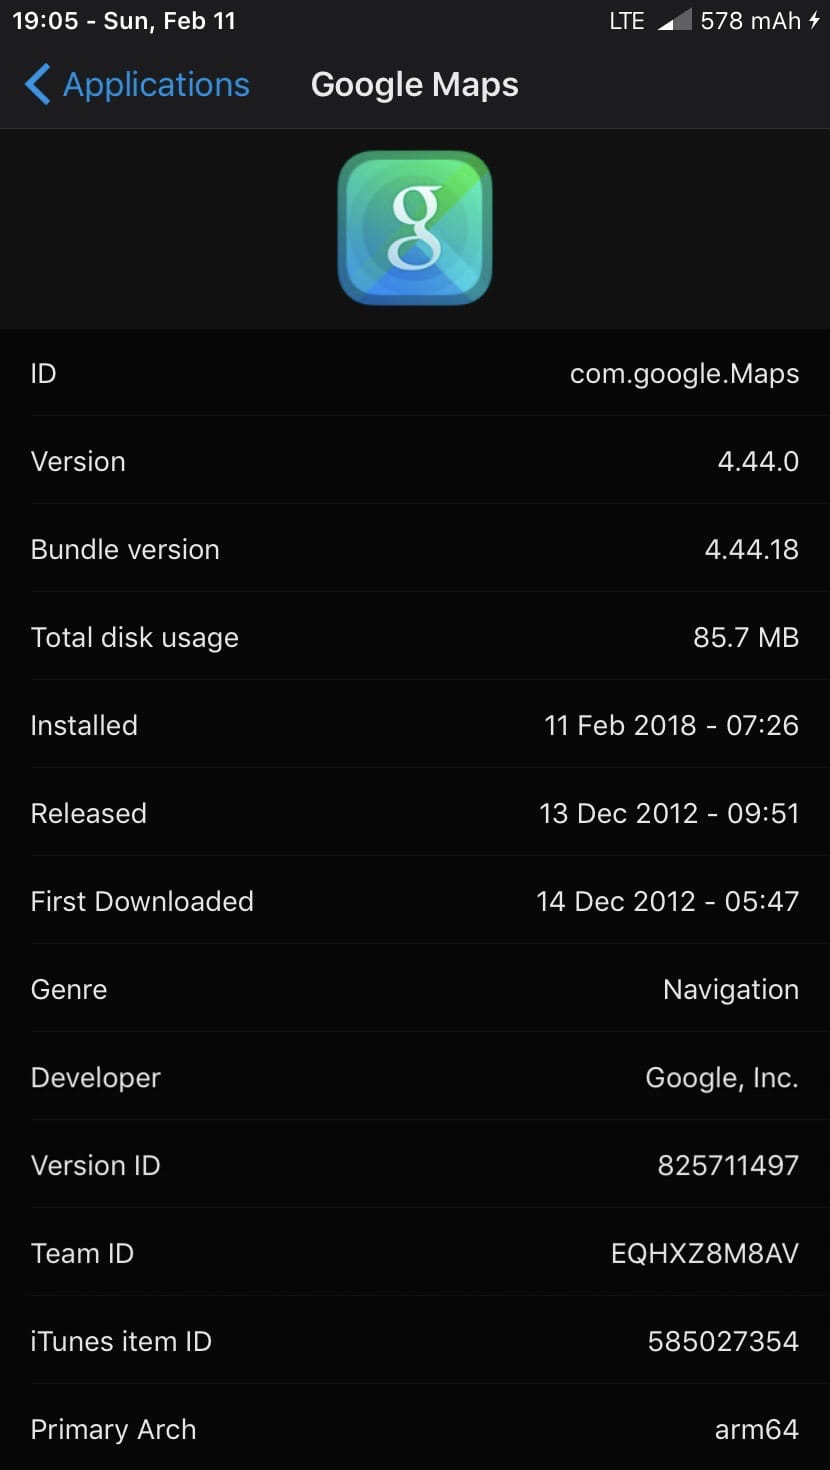 19:05 - Sun, Feb 11 LTE 578 mAh
Applications Google Maps
g
ID com.google.Maps
Version 4.44.0
Bundle version 4.44.18
Total disk usage 85.7 MB
Installed 11 Feb 2018 - 07:26
Released 13 Dec 2012 - 09:51
First Downloaded 14 Dec 2012 - 05:47
Genre Navigation
Developer Google, Inc.
Version ID 825711497
Team ID EQHXZ8M8AV
iTunes item ID 585027354
Primary Arch arm64